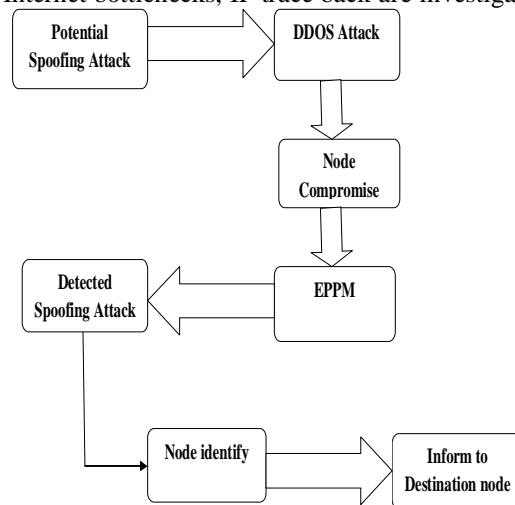 Internet bottlenecks, IP trace back are
Potential
Spoofing Attack
DDOS Attack
Node
Compromise
EPPM
Detected
Spoofing Attack
Node identify
Inform to
Destination node